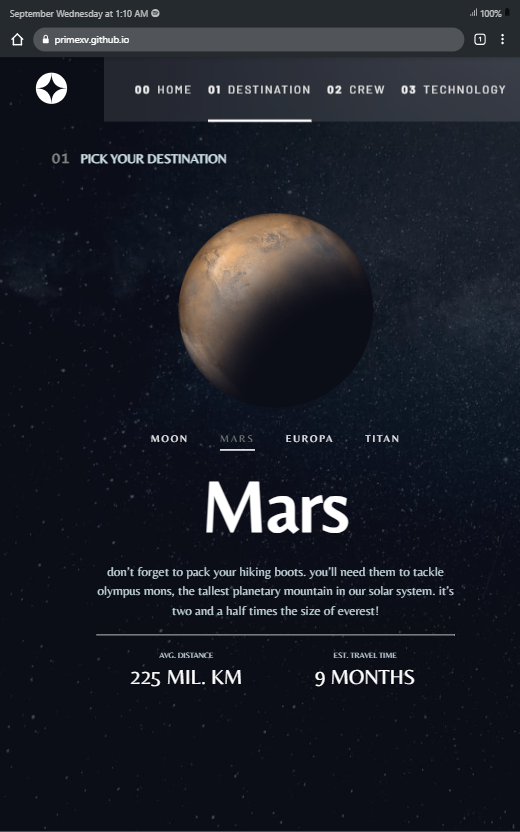 September Wednesday at 1:10 AM
100%
primexv.github.io
1
00 HOME 01 DESTINATION 02 CREW 03 TECHNOLOGY
01 PICK YOUR DESTINATION
MOON MARS EUROPA TITAN
Mars
don't forget to pack your hiking boots. you'll need them to tackle
olympus mons, the tallest planetary mountain in our solar system. it's
two and a half times the size of everest!
AVG. DISTANCE EST. TRAVEL TIME
225 MIL. KM 9 MONTHS